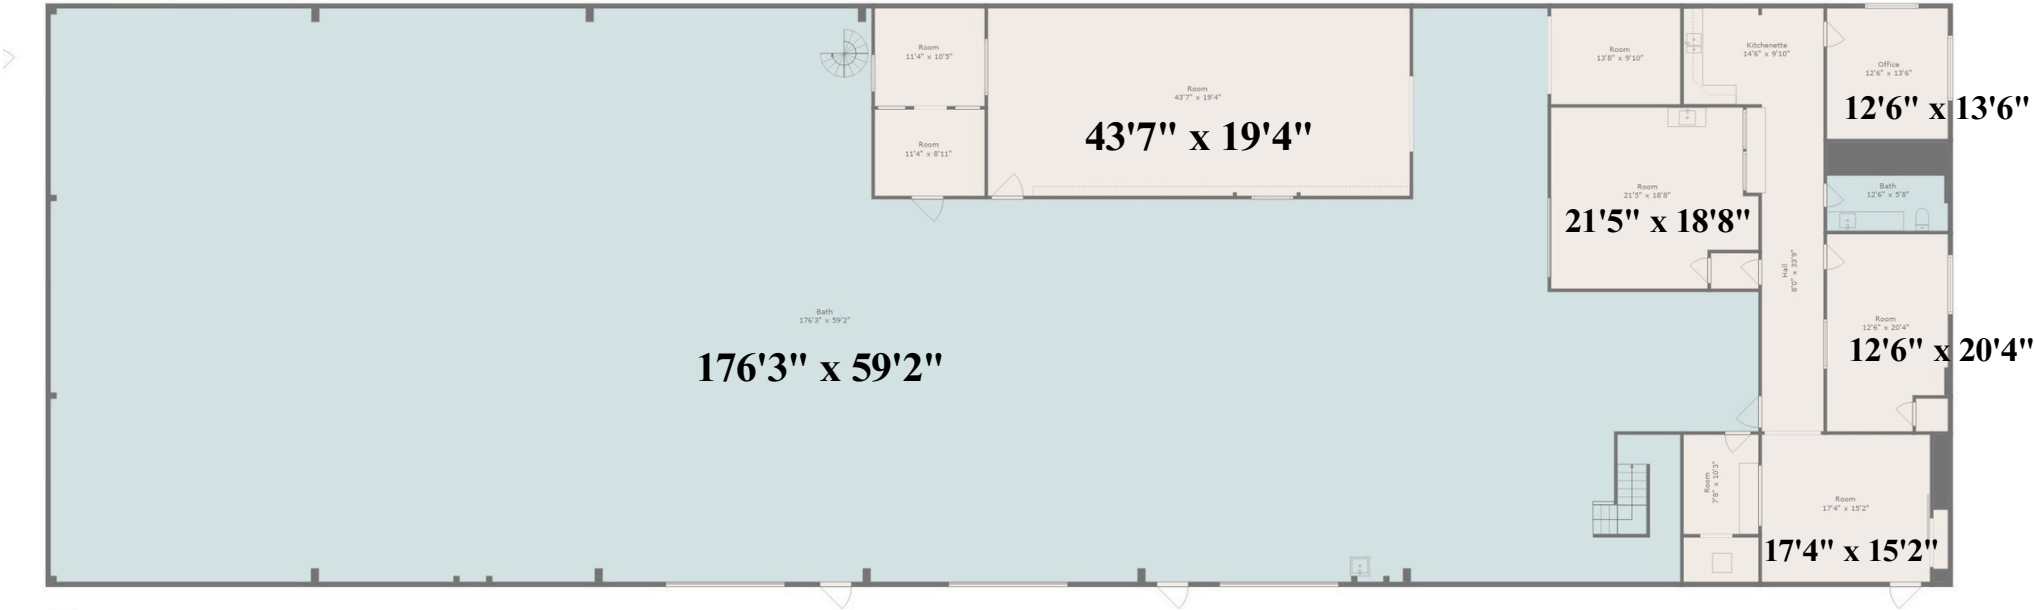 Room
11'4" x 10'5"
Room
11'4" x 8'11"
Room
43'7" x 19'4"
43'7" x 19'4"
Room
13'8" x 9'10"
Kitchenette
14'6" x 9'10"
Office
12'6" x 13'6"
12'6" x 13'6"
Room
21'5" x 18'8"
21'5" x 18'8"
Bath
12'6" x 5'8"
Hall
8'0" x 33'9"
Bath
176'3" x 59'2"
176'3" x 59'2"
Room
12'6" x 20'4"
12'6" x 20'4"
Room
7'8" x 10'3"
Room
17'4" x 15'2"
17'4" x 15'2"